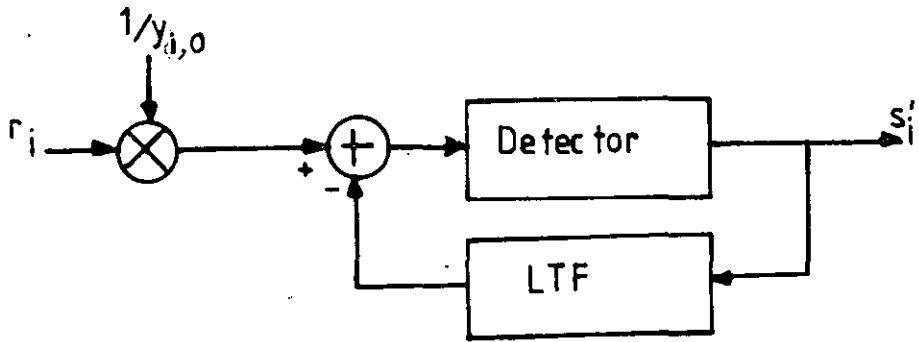 1/y_{i,0}
r_i
+
+
-
Detector
s'_i
LTF